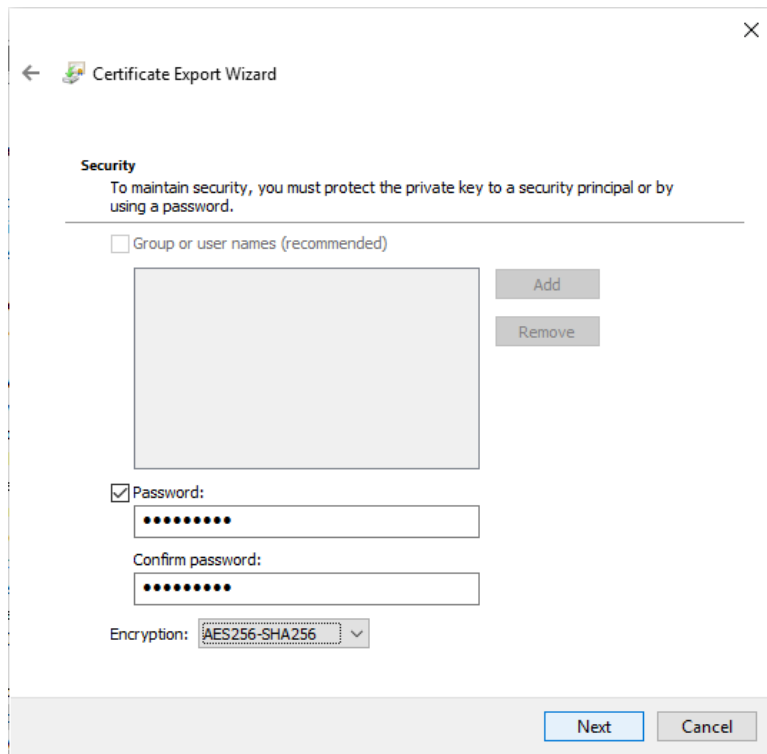 Certificate Export Wizard
Security
To maintain security, you must protect the private key to a security principal or by
using a password.
Group or user names (recommended)
Add
Remove
Password:
•••••••••
Confirm password:
•••••••••
Encryption: AES256-SHA256
Next Cancel